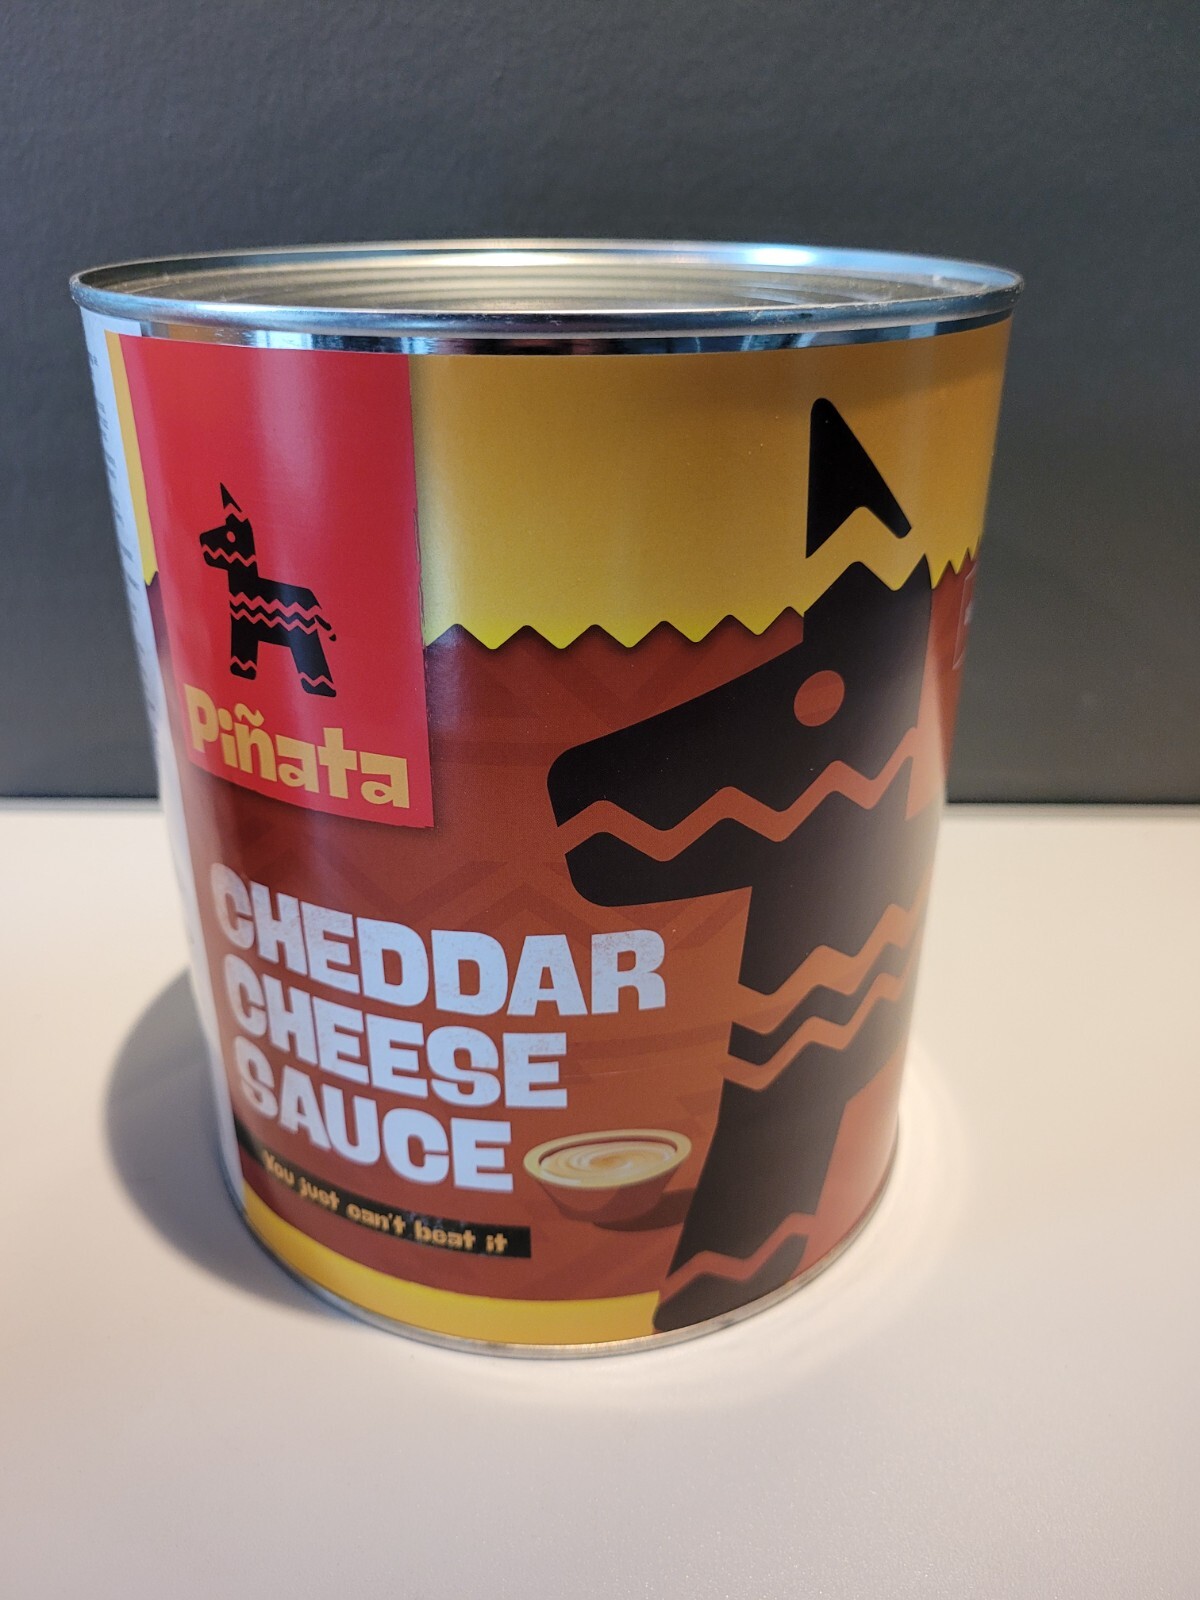 Piñata
CHEDDAR
CHEESE
SAUCE
You just can't beat it